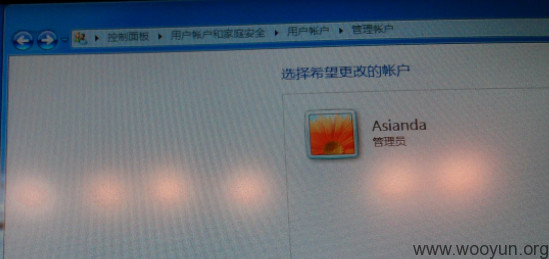 控制面板 ▸ 用户帐户和家庭安全 ▸ 用户帐户 ▸ 管理帐户
选择希望更改的帐户
Asianda
管理员
www.wooyun.org